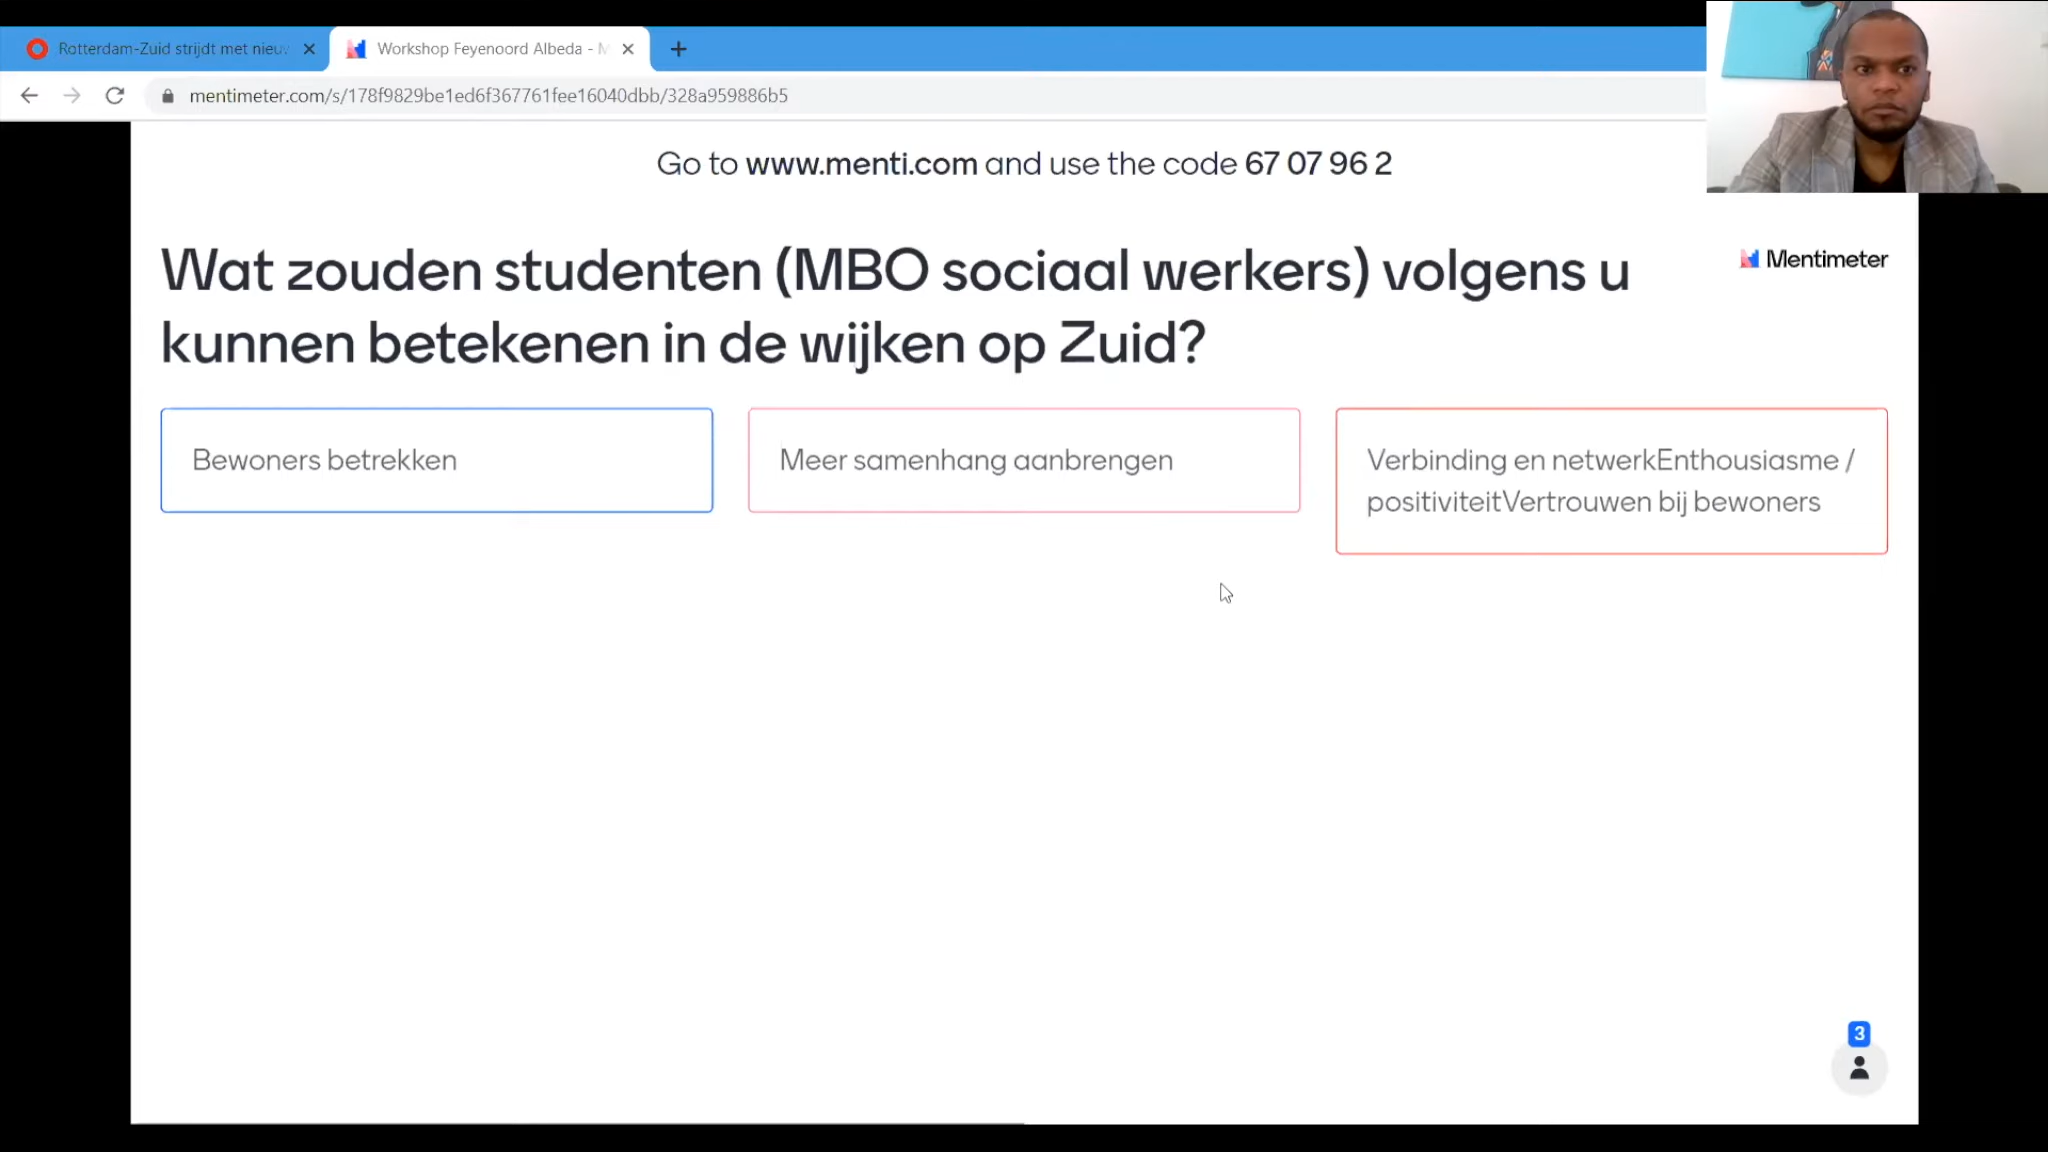 Rotterdam-Zuid strijdt met nieu
Workshop Feyenoord Albeda - M
mentimeter.com/s/178f9829be1ed6f367761fee16040dbb/328a959886b5
Go to www.menti.com and use the code 67 07 96 2
Wat zouden studenten (MBO sociaal werkers) volgens u
kunnen betekenen in de wijken op Zuid?
Mentimeter
Bewoners betrekken
Meer samenhang aanbrengen
Verbinding en netwerkEnthousiasme /
positiviteitVertrouwen bij bewoners
3